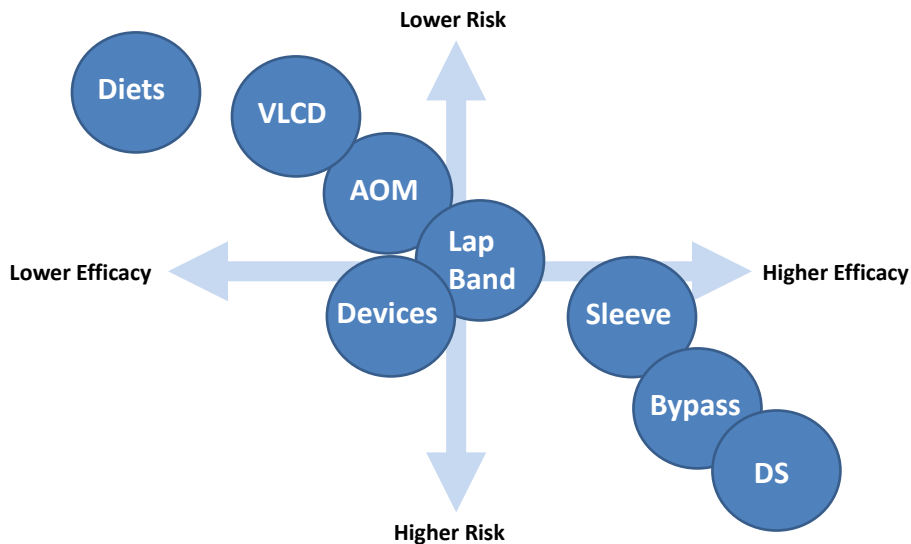 Lower Risk
Diets
VLCD
AOM
Lap
Band
Lower Efficacy
Higher Efficacy
Devices
Sleeve
Bypass
DS
Higher Risk